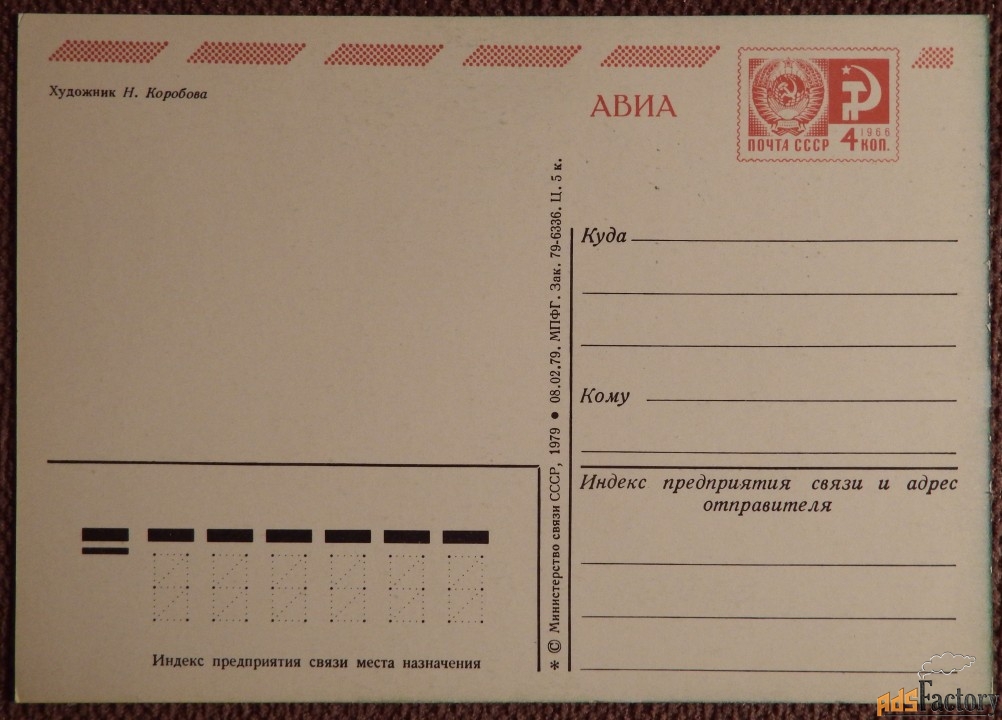 Художник Н. Коробова
АВИА
ПОЧТА СССР 4 КОП.
1966
* © Министерство связи СССР, 1979 • 08.02.79. МПФГ. Зак. 79-6336. Ц. 5 к.
Куда
Кому
Индекс предприятия связи и адрес
отправителя
Индекс предприятия связи места назначения
AdsFactory